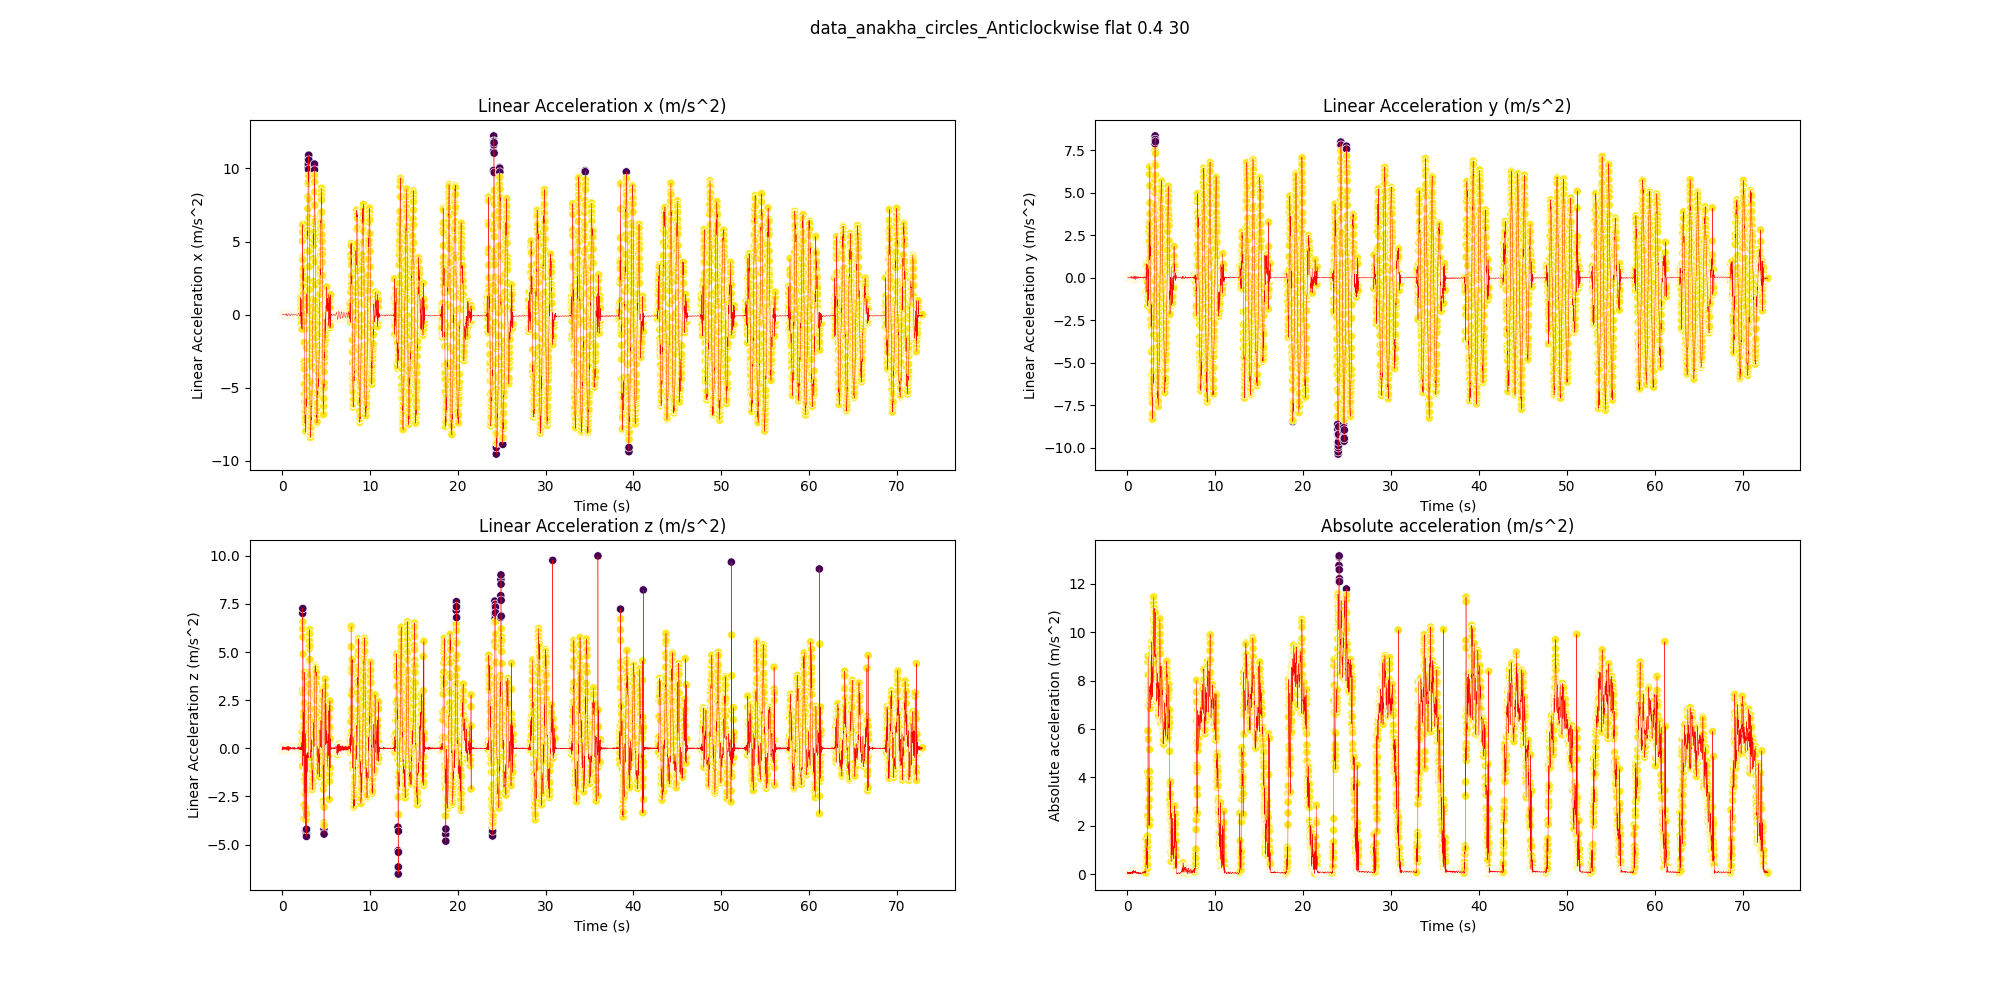 data_anakha_circles_Anticlockwise flat 0.4 30
Linear Acceleration x (m/s^2)
Linear Acceleration x (m/s^2)
10
5
0
−5
−10
0 10 20 30 40 50 60 70
Time (s)
Linear Acceleration y (m/s^2)
Linear Acceleration y (m/s^2)
7.5
5.0
2.5
0.0
−2.5
−5.0
−7.5
−10.0
0 10 20 30 40 50 60 70
Time (s)
Linear Acceleration z (m/s^2)
Linear Acceleration z (m/s^2)
10.0
7.5
5.0
2.5
0.0
−2.5
−5.0
0 10 20 30 40 50 60 70
Time (s)
Absolute acceleration (m/s^2)
Absolute acceleration (m/s^2)
12
10
8
6
4
2
0
0 10 20 30 40 50 60 70
Time (s)